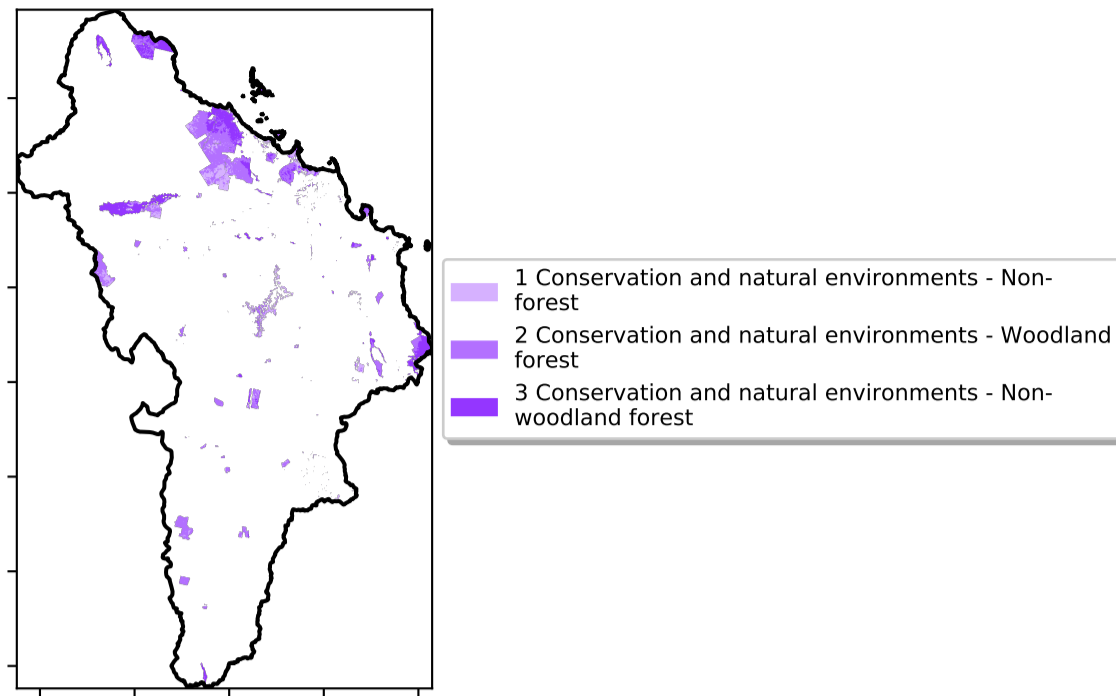 1 Conservation and natural environments - Non-
forest
2 Conservation and natural environments - Woodland
forest
3 Conservation and natural environments - Non-
woodland forest